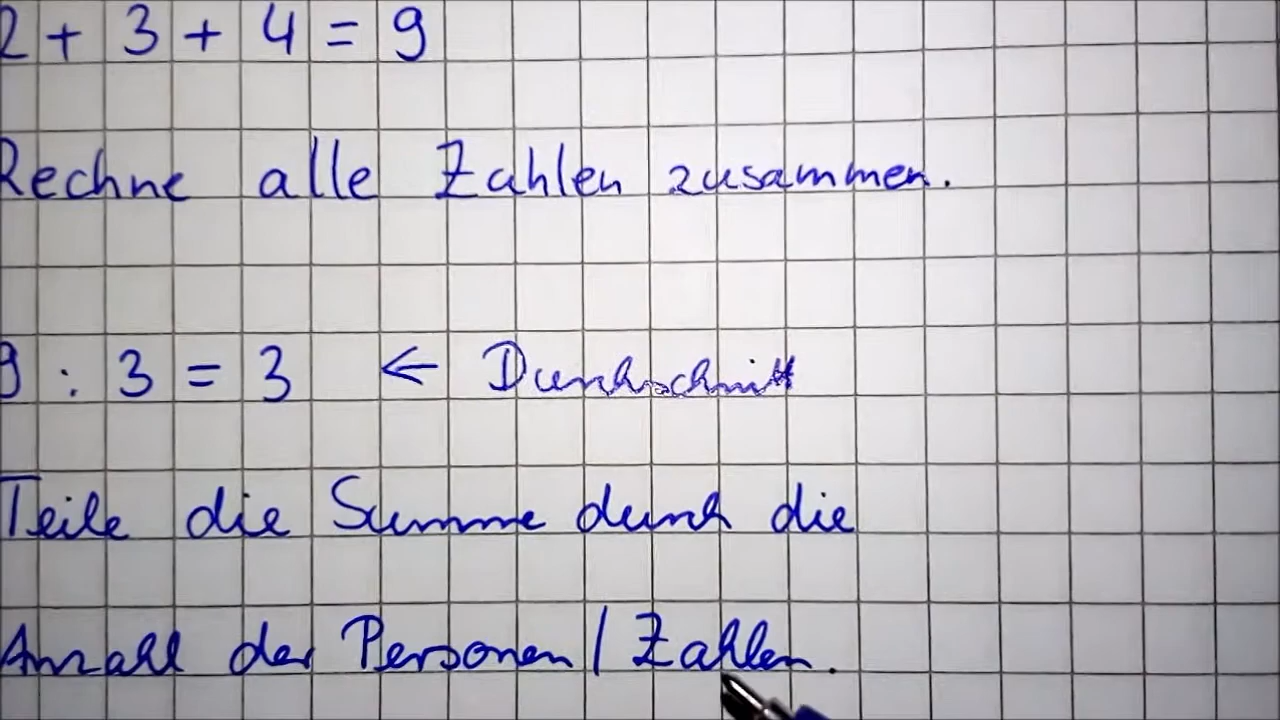 2 + 3 + 4 = 9
Rechne alle Zahlen zusammen.
9 : 3 = 3 ← Durchschnitt
Teile die Summe durch die
Anzahl der Personen / Zahlen.